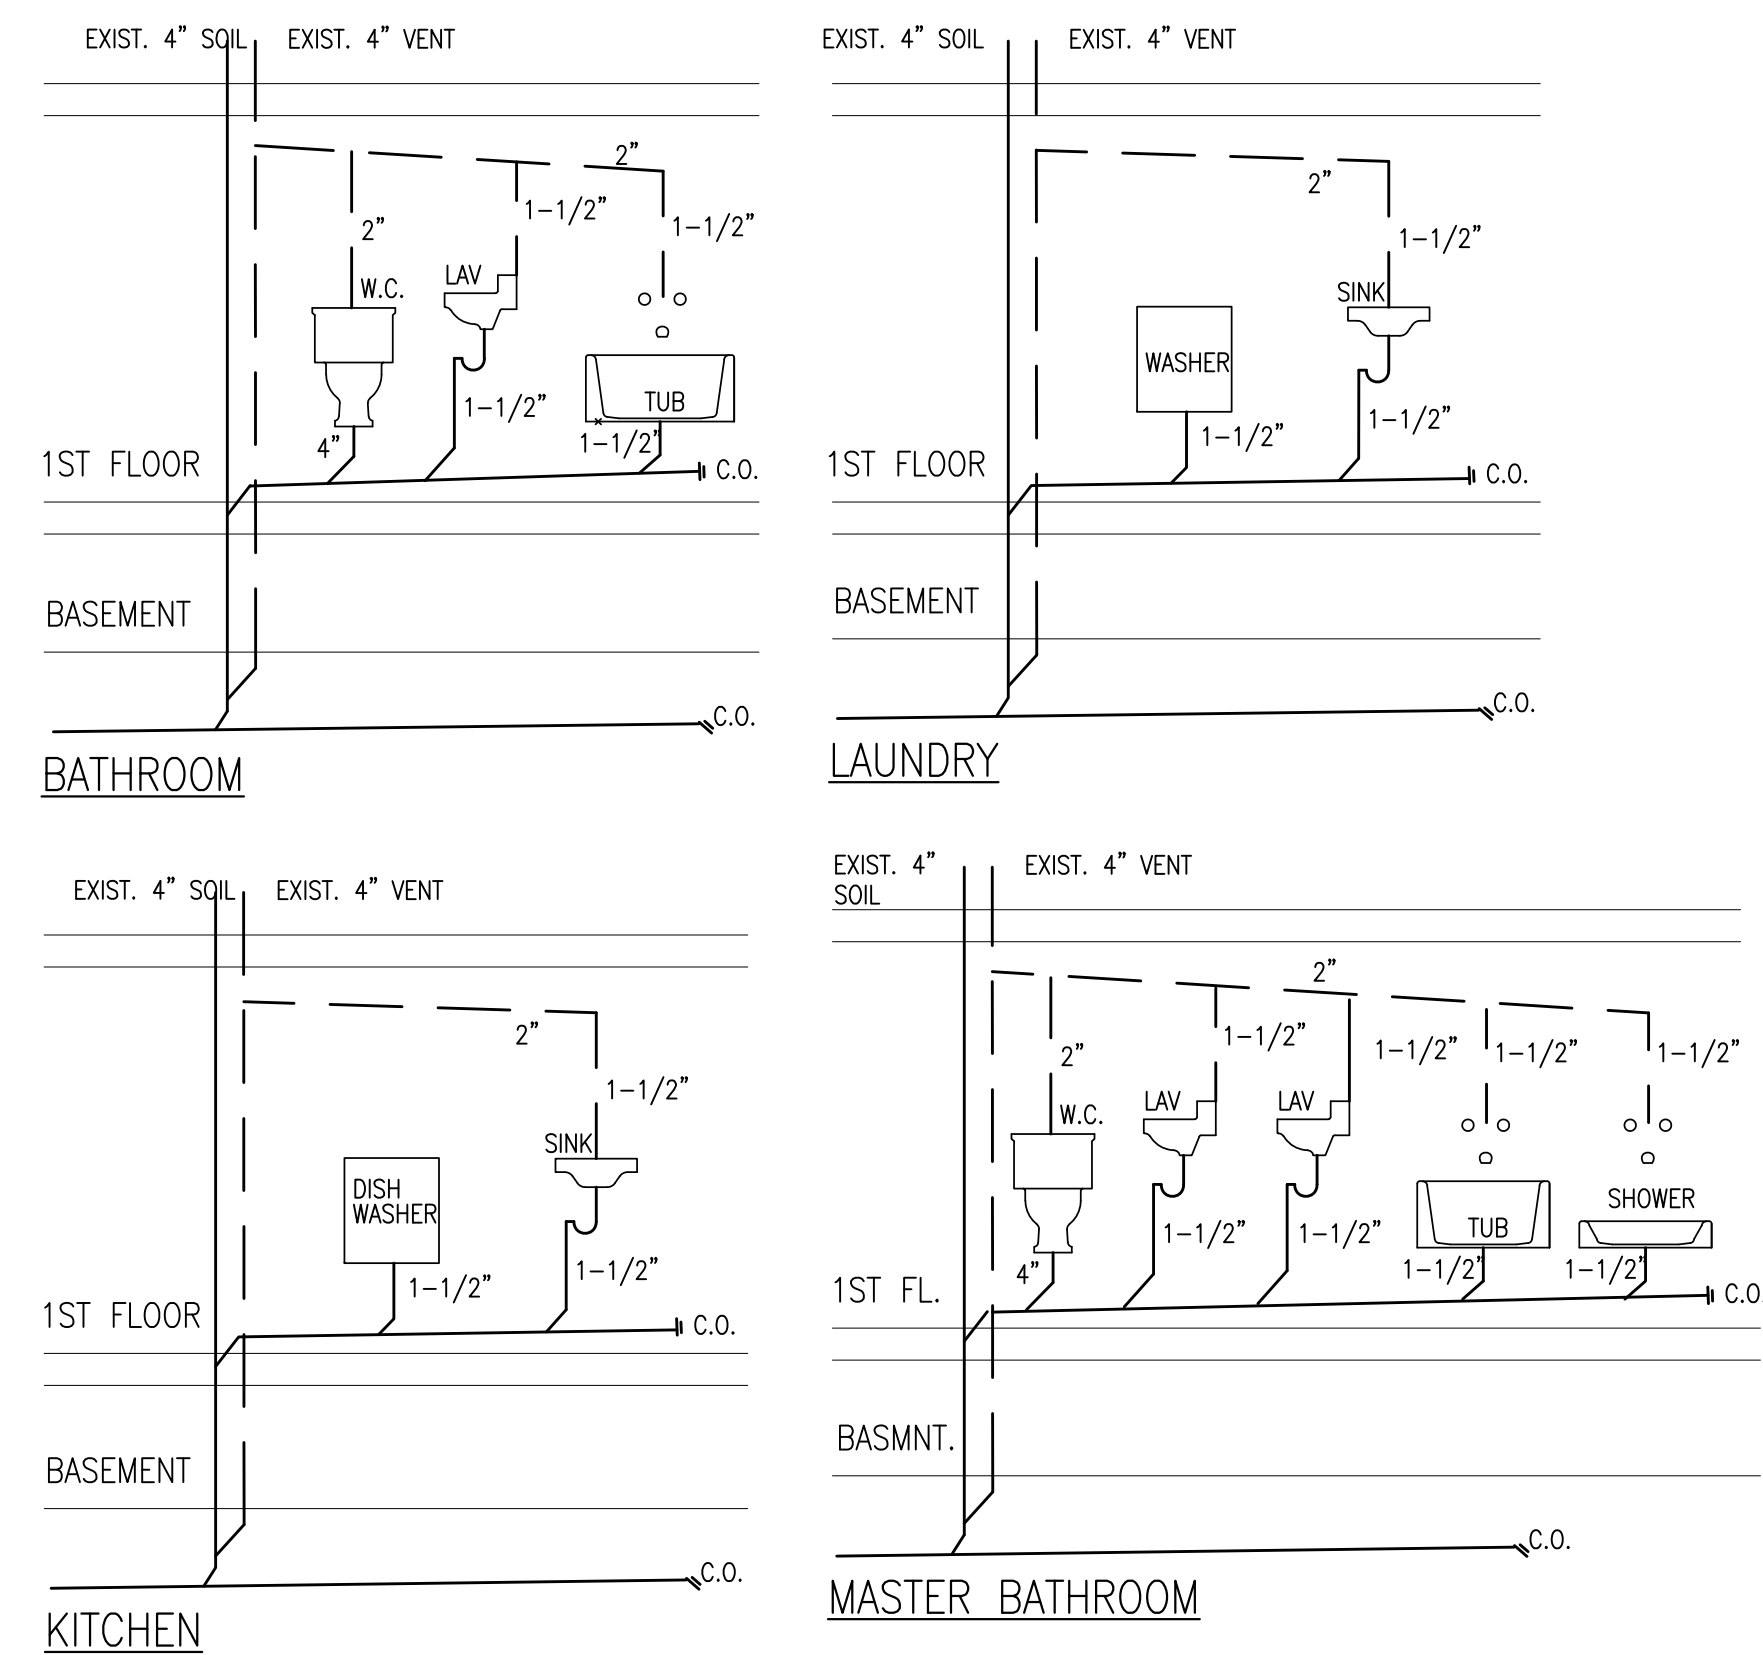 EXIST. 4” SOIL
EXIST. 4” VENT
2”
1-1/2”
1-1/2”
2”
LAV
W.C.
TUB
1-1/2”
1-1/2”
4”
1ST FLOOR
C.O.
BASEMENT
C.O.
BATHROOM
EXIST. 4” SOIL
EXIST. 4” VENT
2”
1-1/2”
SINK
WASHER
1-1/2”
1-1/2”
1ST FLOOR
C.O.
BASEMENT
C.O.
LAUNDRY
EXIST. 4” SOIL
EXIST. 4” VENT
2”
1-1/2”
SINK
DISH
WASHER
1-1/2”
1-1/2”
1ST FLOOR
C.O.
BASEMENT
C.O.
KITCHEN
EXIST. 4”
SOIL
EXIST. 4” VENT
2”
2”
1-1/2”
1-1/2”
1-1/2”
1-1/2”
W.C.
LAV
LAV
TUB
SHOWER
4”
1-1/2”
1-1/2”
1-1/2”
1-1/2”
1ST FL.
C.O
BASMNT.
C.O.
MASTER BATHROOM